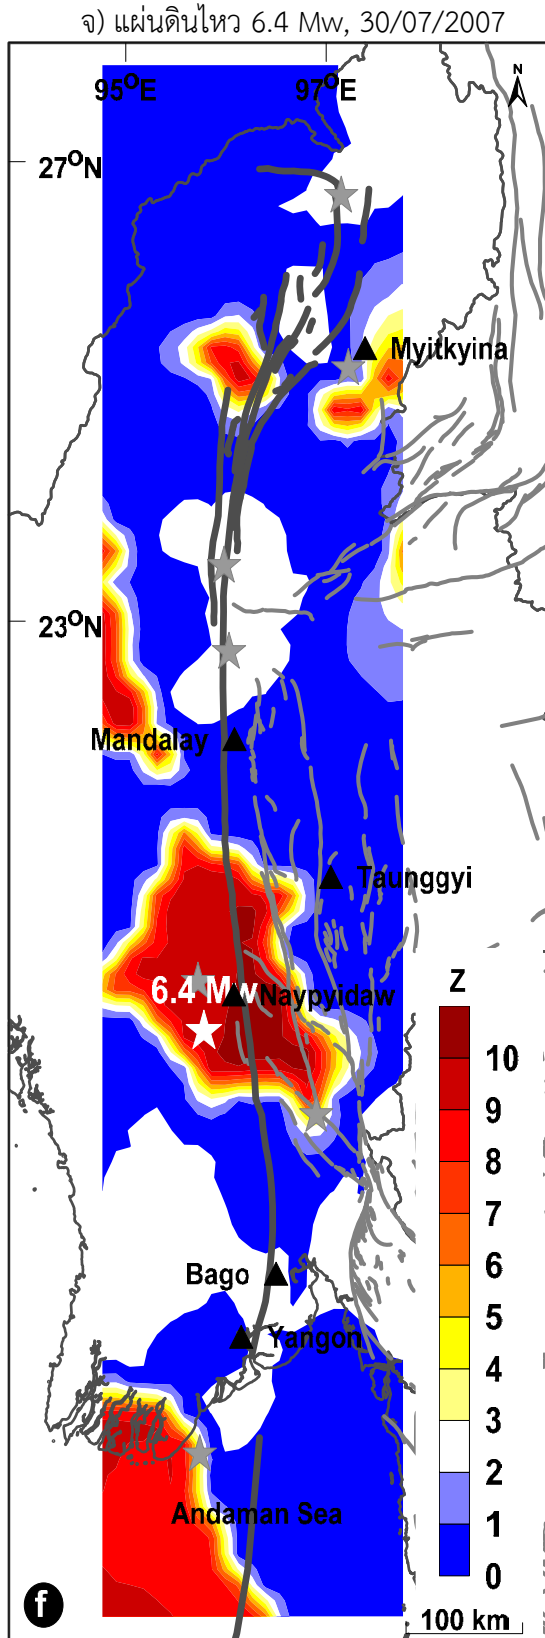 จ) แผ่นดินไหว 6.4 Mw, 30/07/2007
95°E 97°E
N
27°N
Myitkyina
23°N
Mandalay
Taunggyi
6.4 Mw
Naypyidaw
Z
10
9
8
7
6
5
4
3
2
1
0
Bago
Yangon
Andaman Sea
f
100 km